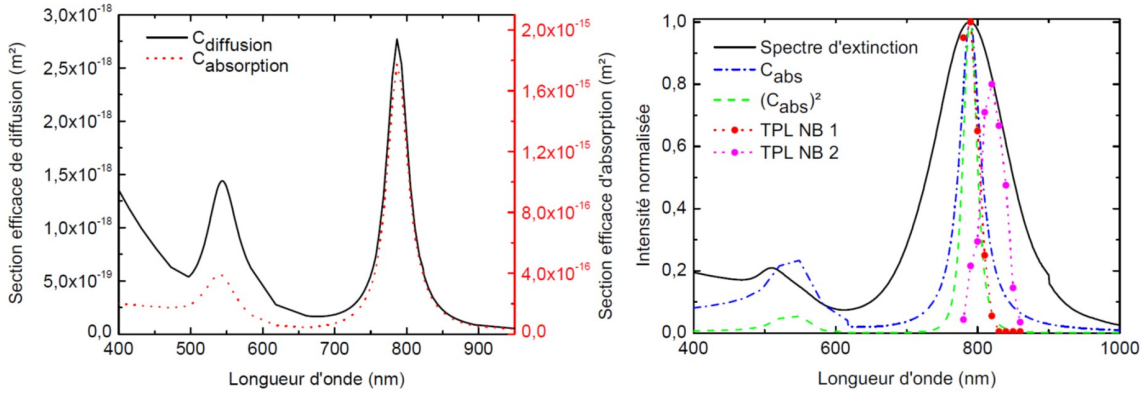 3,0x10⁻¹⁸
2,5x10⁻¹⁸
2,0x10⁻¹⁸
1,5x10⁻¹⁸
1,0x10⁻¹⁸
5,0x10⁻¹⁹
0,0
Section efficace de diffusion (m²)
C diffusion
C absorption
2,0x10⁻¹⁵
1,6x10⁻¹⁵
1,2x10⁻¹⁵
8,0x10⁻¹⁶
4,0x10⁻¹⁶
0,0
Section efficace d'absorption (m²)
400 500 600 700 800 900
Longueur d'onde (nm)
1,0
0,8
0,6
0,4
0,2
0,0
Intensité normalisée
Spectre d'extinction
C abs
(C abs)²
TPL NB 1
TPL NB 2
400 600 800 1000
Longueur d'onde (nm)